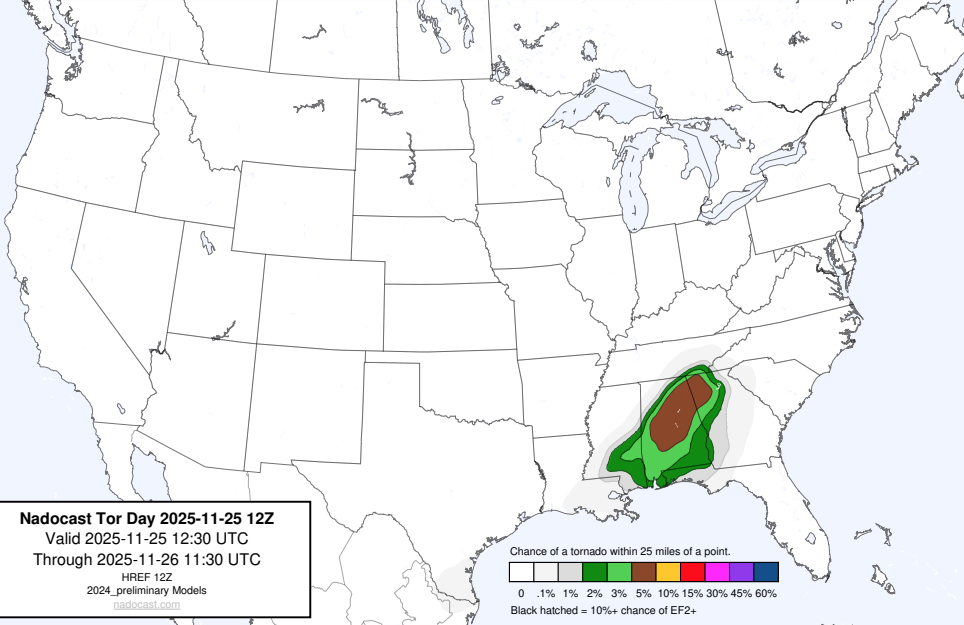 Nadocast Tor Day 2025-11-25 12Z
Valid 2025-11-25 12:30 UTC
Through 2025-11-26 11:30 UTC
HREF 12Z
2024_preliminary Models
nadocast.com
Chance of a tornado within 25 miles of a point.
0 .1% 1% 2% 3% 5% 10% 15% 30% 45% 60%
Black hatched = 10%+ chance of EF2+